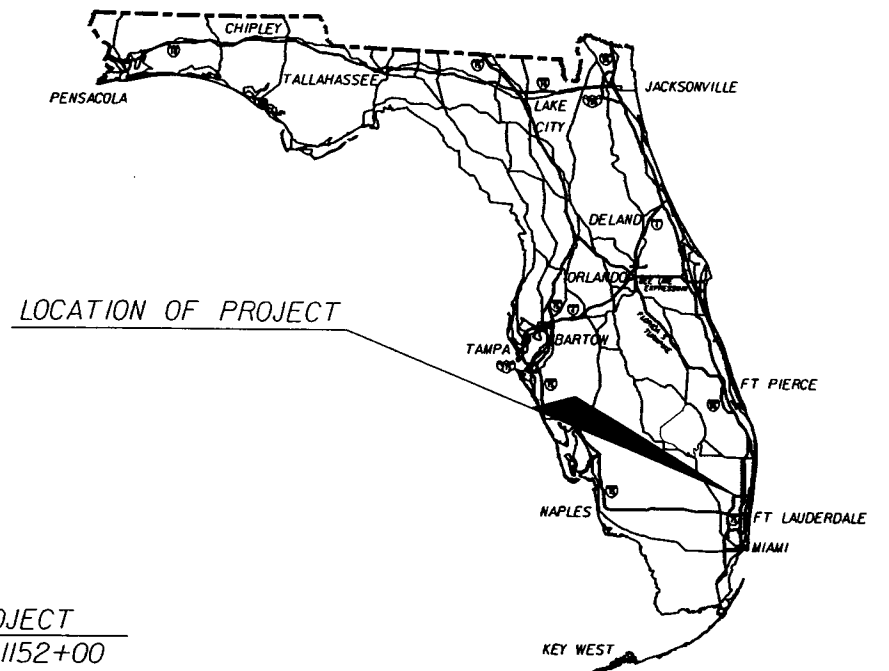 CHIPLEY
TALLAHASSEE
PENSACOLA
JACKSONVILLE
LAKE
CITY
DELAND
ORLANDO
LOCATION OF PROJECT
TAMPA
BARTOW
FT PIERCE
NAPLES
FT LAUDERDALE
MIAMI
OJECT
1152+00
KEY WEST